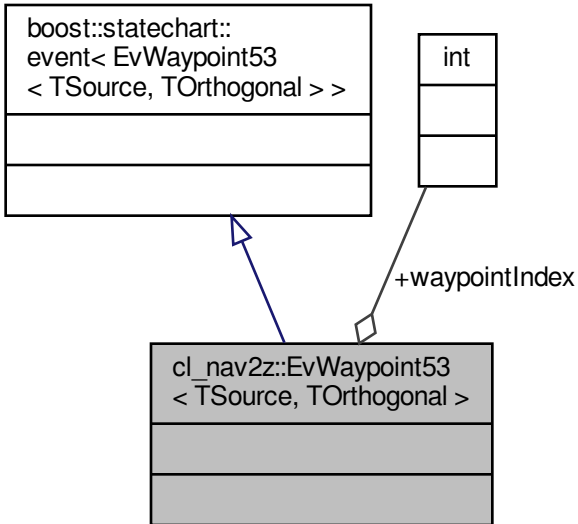 boost::statechart::
event< EvWaypoint53
< TSource, TOrthogonal > >
int
+waypointIndex
cl_nav2z::EvWaypoint53
< TSource, TOrthogonal >